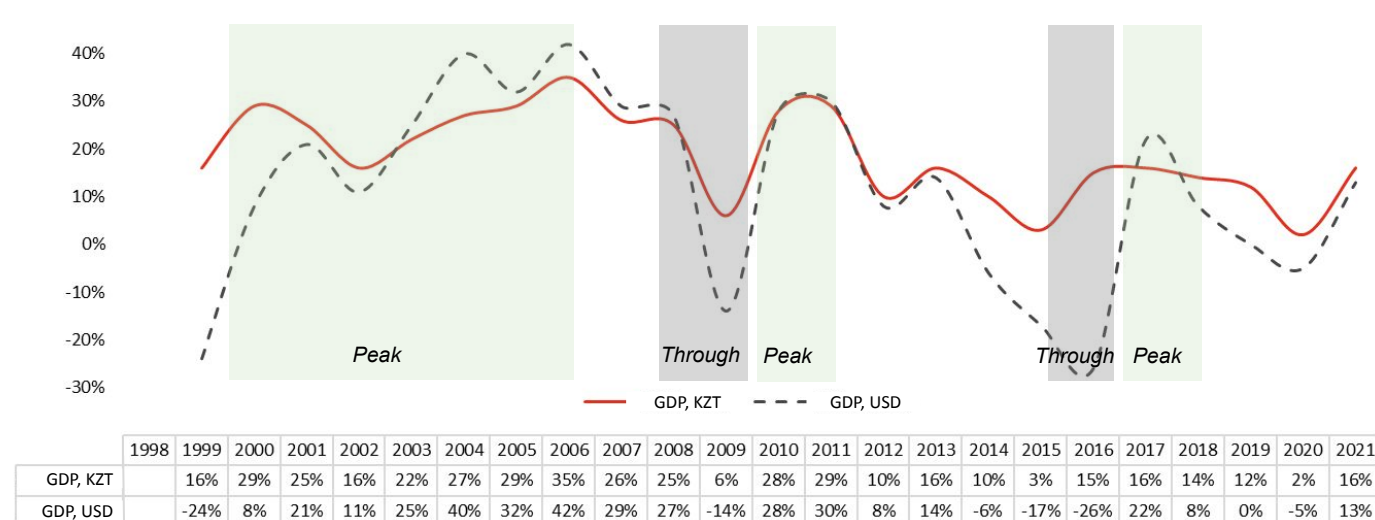 40%
30%
20%
10%
0%
-10%
-20%
-30%
Peak Through Peak Through Peak
GDP, KZT GDP, USD
1998 1999 2000 2001 2002 2003 2004 2005 2006 2007 2008 2009 2010 2011 2012 2013 2014 2015 2016 2017 2018 2019 2020 2021
GDP, KZT 16% 29% 25% 16% 22% 27% 29% 35% 26% 25% 6% 28% 29% 10% 16% 10% 3% 15% 16% 14% 12% 2% 16%
GDP, USD -24% 8% 21% 11% 25% 40% 32% 42% 29% 27% -14% 28% 30% 8% 14% -6% -17% -26% 22% 8% 0% -5% 13%